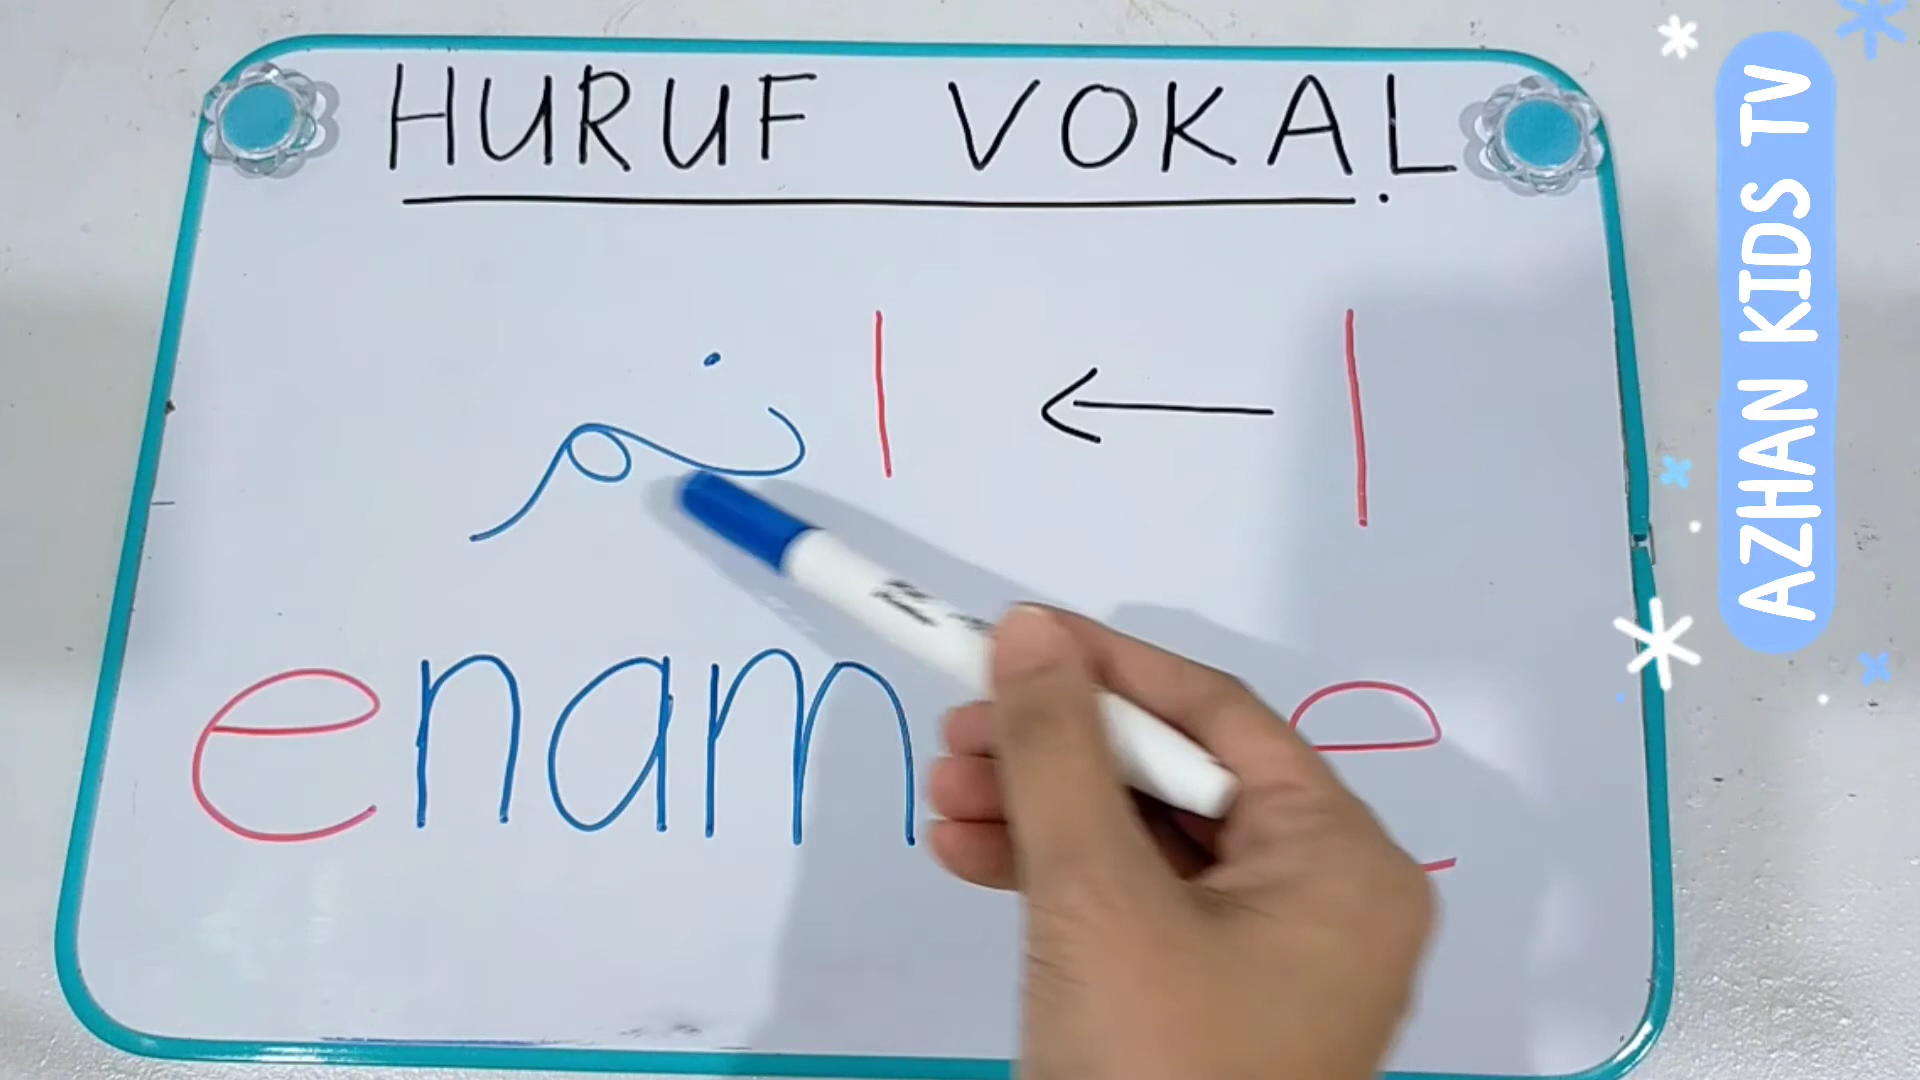 HURUF VOKAL.
انم ← ا
enam e
AZHAN KIDS TV